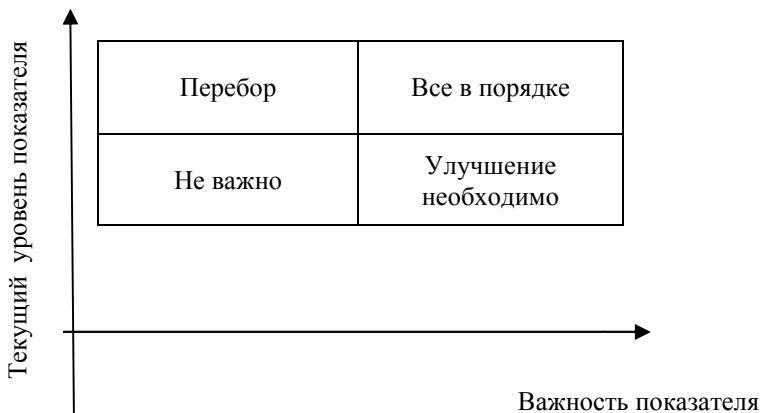 Текущий уровень показателя
Перебор
Все в порядке
Не важно
Улучшение
необходимо
Важность показателя